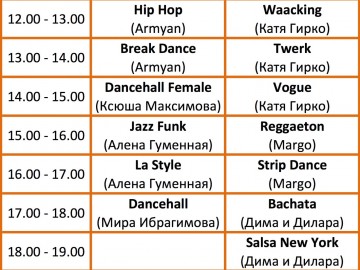 12.00 - 13.00 Hip Hop Waacking
(Armyan) (Катя Гирко)
13.00 - 14.00 Break Dance Twerk
(Armyan) (Катя Гирко)
14.00 - 15.00 Dancehall Female Vogue
(Ксюша Максимова) (Катя Гирко)
15.00 - 16.00 Jazz Funk Reggaeton
(Алена Гуменная) (Margo)
16.00 - 17.00 La Style Strip Dance
(Алена Гуменная) (Margo)
17.00 - 18.00 Dancehall Bachata
(Мира Ибрагимова) (Дима и Дилара)
18.00 - 19.00 Salsa New York
(Дима и Дилара)